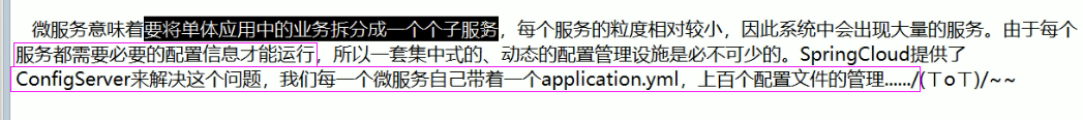 微服务意味着要将单体应用中的业务拆分成一个个子服务，每个服务的粒度相对较小，因此系统中会出现大量的服务。由于每个
服务都需要必要的配置信息才能运行，所以一套集中式的、动态的配置管理设施是必不可少的。SpringCloud提供了
ConfigServer来解决这个问题，我们每一个微服务自己带着一个application.yml，上百个配置文件的管理....../(ㄒoㄒ)/~~